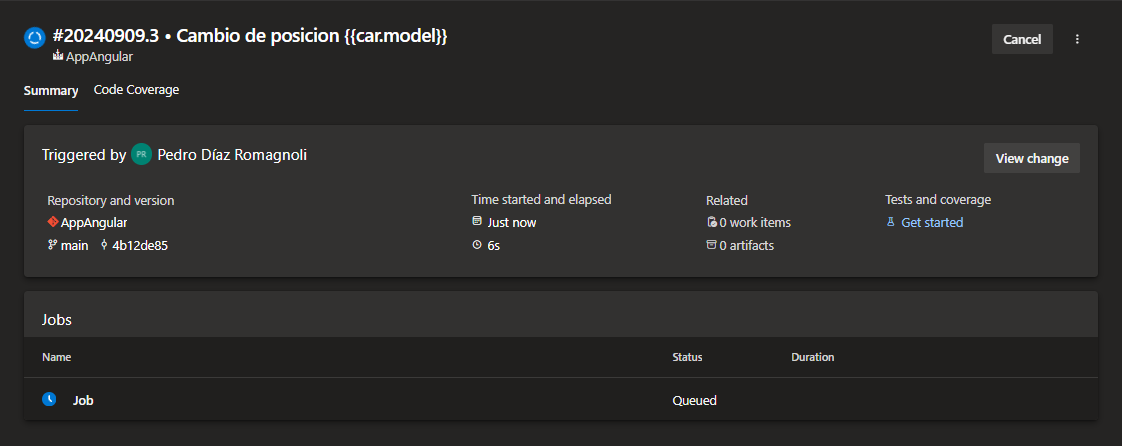 #20240909.3 • Cambio de posicion {{car.model}}
Cancel
AppAngular
Summary
Code Coverage
Triggered by PR Pedro Díaz Romagnoli
View change
Repository and version
Time started and elapsed
Related
Tests and coverage
AppAngular
Just now
0 work items
Get started
main 4b12de85
6s
0 artifacts
Jobs
Name
Status
Duration
Job
Queued